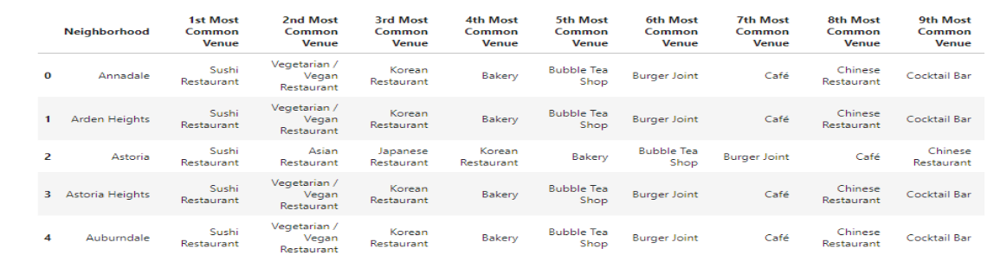 Neighborhood 1st Most Common Venue 2nd Most Common Venue 3rd Most Common Venue 4th Most Common Venue 5th Most Common Venue 6th Most Common Venue 7th Most Common Venue 8th Most Common Venue 9th Most Common Venue
0 Annadale Sushi Restaurant Vegetarian / Vegan Restaurant Korean Restaurant Bakery Bubble Tea Shop Burger Joint Café Chinese Restaurant Cocktail Bar
1 Arden Heights Sushi Restaurant Vegetarian / Vegan Restaurant Korean Restaurant Bakery Bubble Tea Shop Burger Joint Café Chinese Restaurant Cocktail Bar
2 Astoria Sushi Restaurant Asian Restaurant Japanese Restaurant Korean Restaurant Bakery Bubble Tea Shop Burger Joint Café Chinese Restaurant
3 Astoria Heights Sushi Restaurant Vegetarian / Vegan Restaurant Korean Restaurant Bakery Bubble Tea Shop Burger Joint Café Chinese Restaurant Cocktail Bar
4 Auburndale Sushi Restaurant Vegetarian / Vegan Restaurant Korean Restaurant Bakery Bubble Tea Shop Burger Joint Café Chinese Restaurant Cocktail Bar